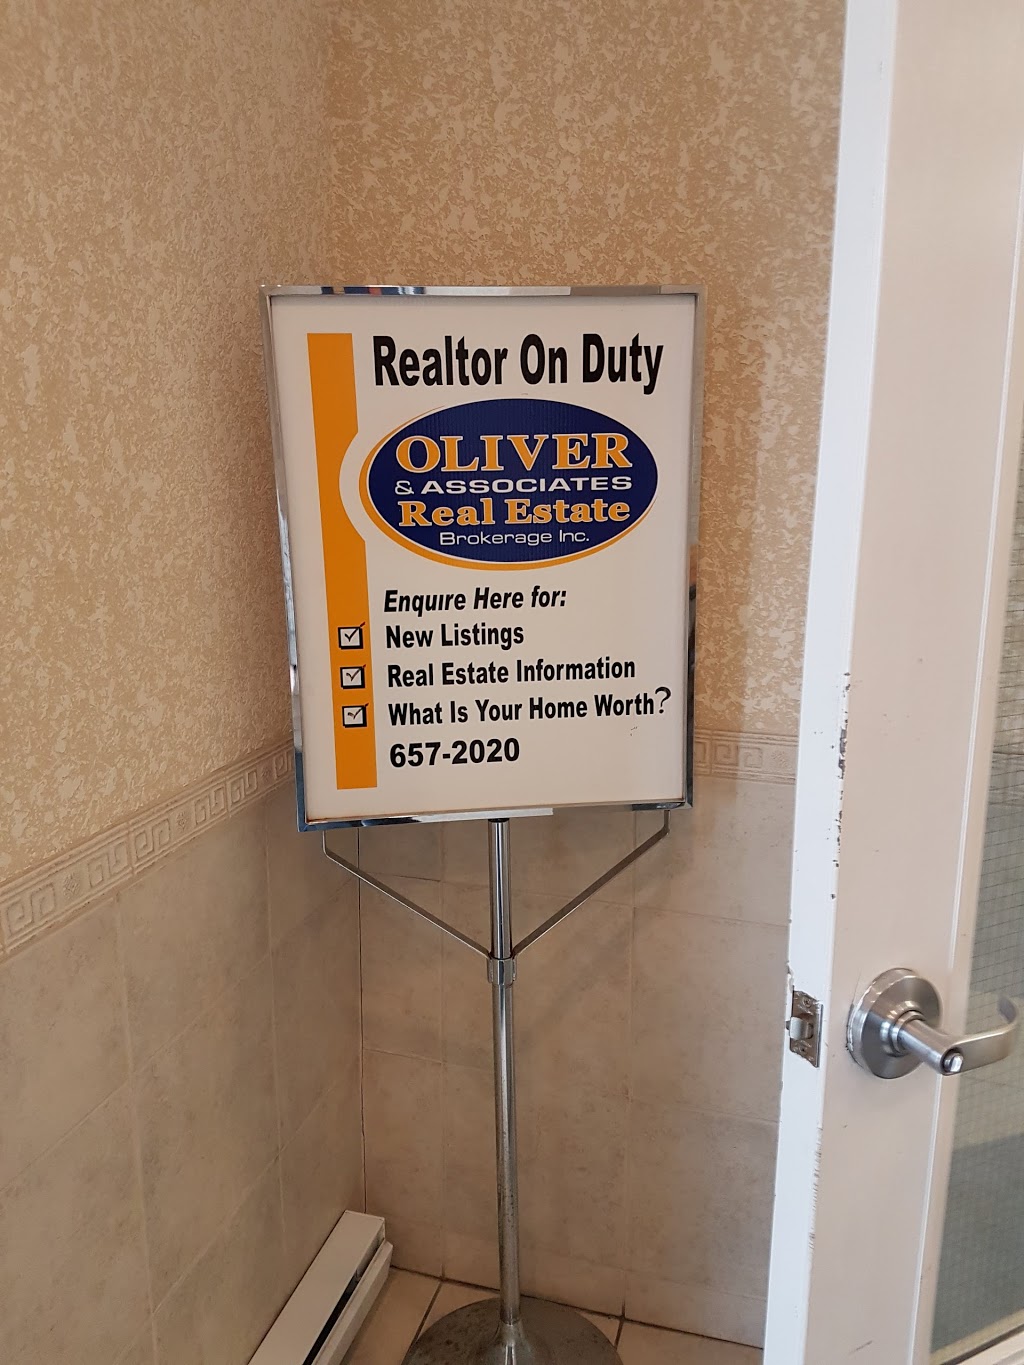 Realtor On Duty
OLIVER
& ASSOCIATES
Real Estate
Brokerage Inc.
Enquire Here for:
New Listings
Real Estate Information
What Is Your Home Worth?
657-2020